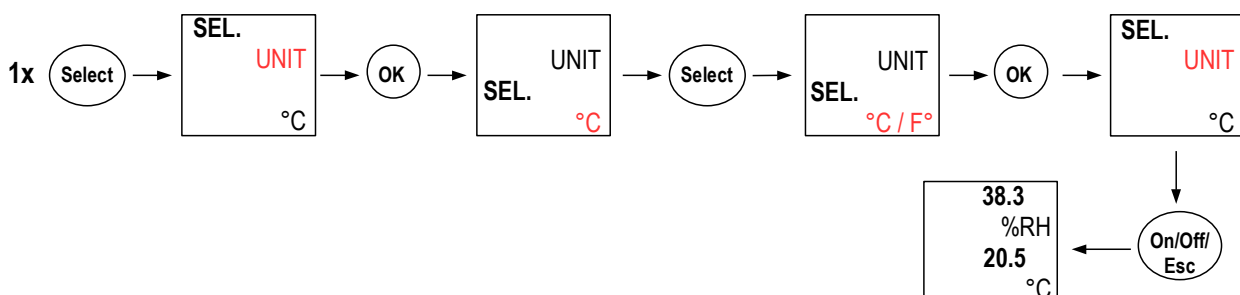 1x
Select
SEL.
UNIT
°C
OK
UNIT
SEL.
°C
Select
UNIT
SEL.
°C / F°
OK
SEL.
UNIT
°C
On/Off/
Esc
38.3
%RH
20.5
°C